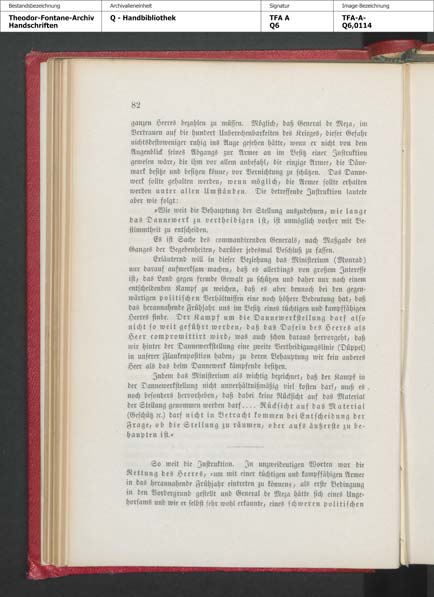 Bestandsbezeichnung
Theodor-Fontane-Archiv
Handschriften
Archivalieneinheit
Q - Handbibliothek
Signatur
TFA A
Q6
Image-Bezeichnung
TFA-A-
Q6,0114
82
ganzen Heeres bezahlen zu müssen. Möglich, daß General de Meza, im
Vertrauen auf die hundert Unberechenbarkeiten des Krieges, dieser Gefahr
nichtsdestoweniger ruhig ins Auge gesehen hätte, wenn er nicht von dem
Augenblick seines Abgangs zur Armee an im Besitz einer Instruktion
gewesen wäre, die ihm vor allem anbefahl, die einzige Armee, die Däne-
mark besitze und besitzen könne, vor Vernichtung zu schützen. Das Danne-
werk sollte gehalten werden, wenn möglich; die Armee sollte erhalten
werden unter allen Umständen. Die betreffende Instruktion lautete
aber wie folgt:
»Wie weit die Behauptung der Stellung auszudehnen, wie lange
das Dannewerk zu vertheidigen ist, ist unmöglich vorher mit Be-
stimmtheit zu entscheiden.
Es ist Sache des commandirenden Generals, nach Maßgabe des
Ganges der Begebenheiten, darüber jedesmal Beschluß zu fassen.
Erläuternd will in dieser Beziehung das Ministerium (Monrad)
nur darauf aufmerksam machen, daß es allerdings von großem Interesse
ist, das Land gegen fremde Gewalt zu schützen und daher nur nach einem
entscheidenden Kampf zu weichen, daß es aber dennoch bei den gegen-
wärtigen politischen Verhältnissen eine noch höhere Bedeutung hat, daß
das herannahende Frühjahr uns im Besitz eines tüchtigen und kampffähigen
Heeres finde. Der Kampf um die Dannewerkstellung darf also
nicht so weit geführt werden, daß das Dasein des Heeres als
Heer compromittirt wird; was auch schon daraus hervorgeht, daß
wir hinter der Dannewerkstellung eine zweite Vertheidigungslinie (Düppel)
in unserer Flankenposition haben, zu deren Behauptung wir kein anderes
Heer als das beim Dannewerk kämpfende besitzen.
Indem das Ministerium als wichtig bezeichnet, daß der Kampf in
der Dannewerkstellung nicht unverhältnißmäßig viel kosten darf, muß es
noch besonders hervorheben, daß dabei keine Rücksicht auf das Material
der Stellung genommen werden darf.... Rücksicht auf das Material
(Geschütz ꝛc.) darf nicht in Betracht kommen bei Entscheidung der
Frage, ob die Stellung zu räumen, oder aufs äußerste zu be-
haupten ist.«
So weit die Instruktion. In unzweideutigen Worten war die
Rettung des Heeres, »um mit einer tüchtigen und kampffähigen Armee
in das herannahende Frühjahr eintreten zu können«, als erste Bedingung
in den Vordergrund gestellt und General de Meza hätte sich eines Unge-
horsams und wie er selbst sehr wohl erkannte, eines schweren politischen